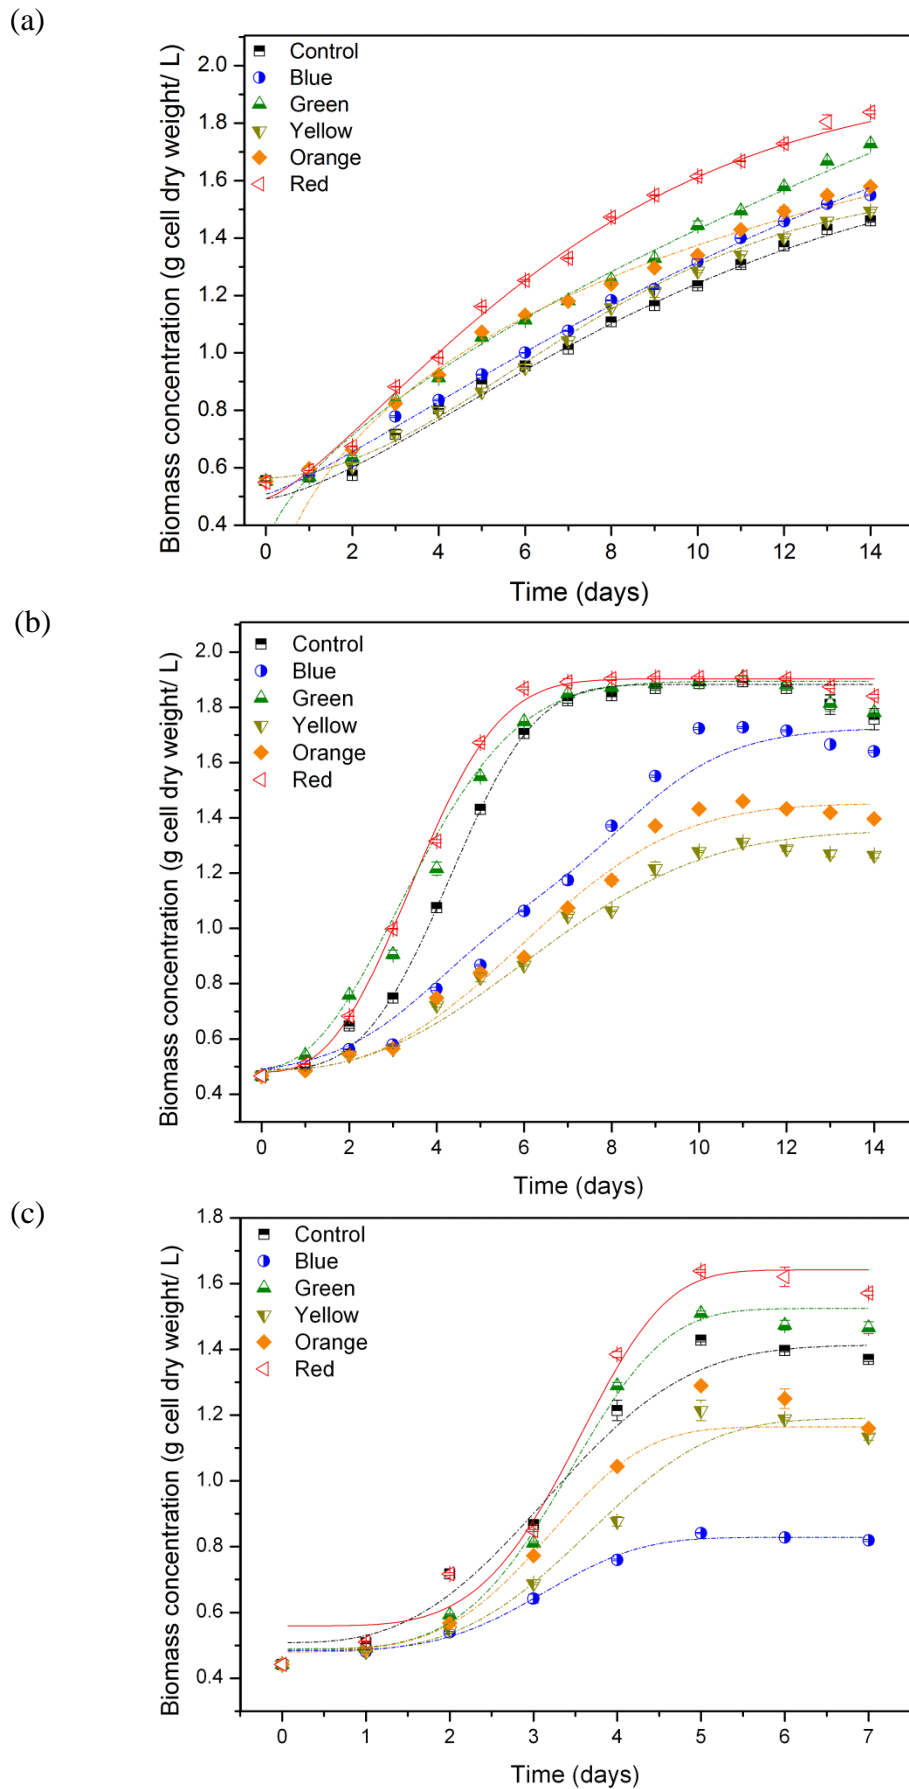 (a)
Biomass concentration (g cell dry weight/ L)
2.0
1.8
1.6
1.4
1.2
1.0
0.8
0.6
0.4
Control
Blue
Green
Yellow
Orange
Red
0 2 4 6 8 10 12 14
Time (days)
(b)
Biomass concentration (g cell dry weight/ L)
2.0
1.8
1.6
1.4
1.2
1.0
0.8
0.6
0.4
Control
Blue
Green
Yellow
Orange
Red
0 2 4 6 8 10 12 14
Time (days)
(c)
Biomass concentration (g cell dry weight/ L)
1.8
1.6
1.4
1.2
1.0
0.8
0.6
0.4
Control
Blue
Green
Yellow
Orange
Red
0 1 2 3 4 5 6 7
Time (days)